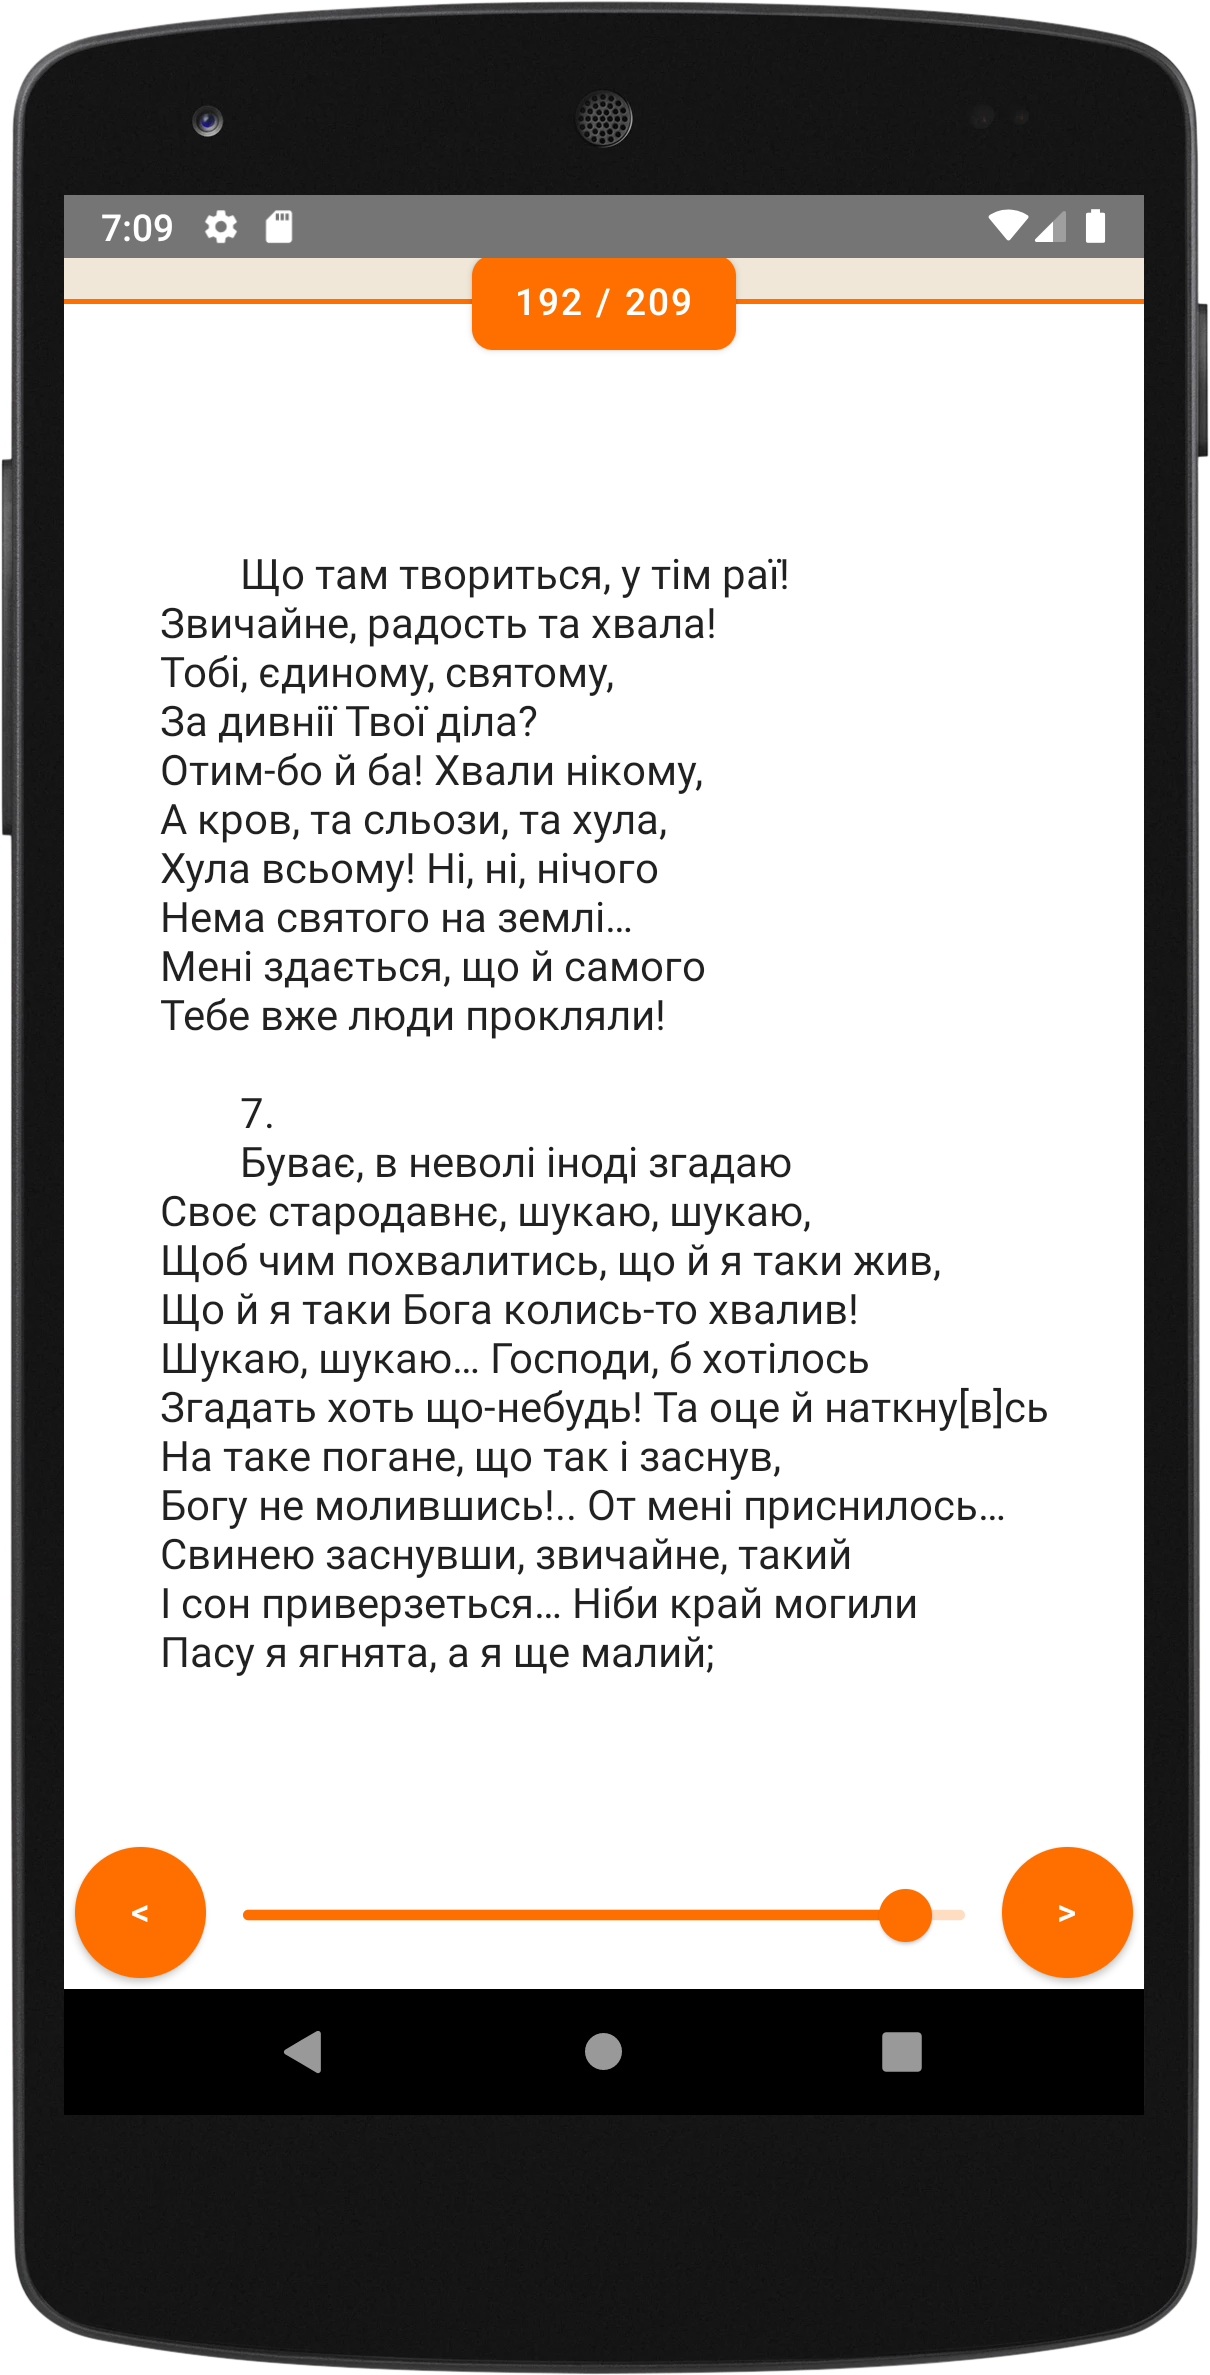 7:09
192 / 209
Що там твориться, у тім раї!
Звичайне, радость та хвала!
Тобі, єдиному, святому,
За дивнії Твої діла?
Отим-бо й ба! Хвали нікому,
А кров, та сльози, та хула,
Хула всьому! Ні, ні, нічого
Нема святого на землі...
Мені здається, що й самого
Тебе вже люди прокляли!
7.
Буває, в неволі іноді згадаю
Своє стародавнє, шукаю, шукаю,
Щоб чим похвалитись, що й я таки жив,
Що й я таки Бога колись-то хвалив!
Шукаю, шукаю... Господи, б хотілось
Згадать хоть що-небудь! Та оце й наткну[в]сь
На таке погане, що так і заснув,
Богу не молившись!.. От мені приснилось...
Свинею заснувши, звичайне, такий
І сон приверзеться... Ніби край могили
Пасу я ягнята, а я ще малий;
< >